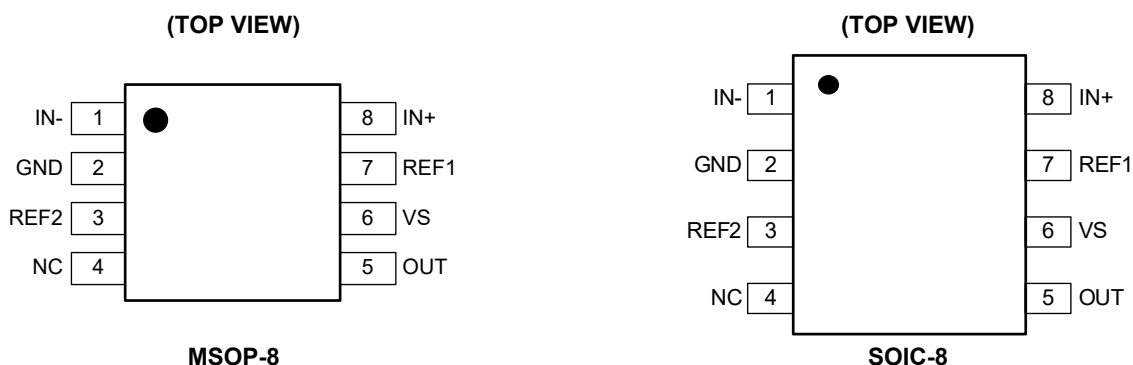 (TOP VIEW) (TOP VIEW)
IN- 1 8 IN+ IN- 1 8 IN+
GND 2 7 REF1 GND 2 7 REF1
REF2 3 6 VS REF2 3 6 VS
NC 4 5 OUT NC 4 5 OUT
MSOP-8 SOIC-8